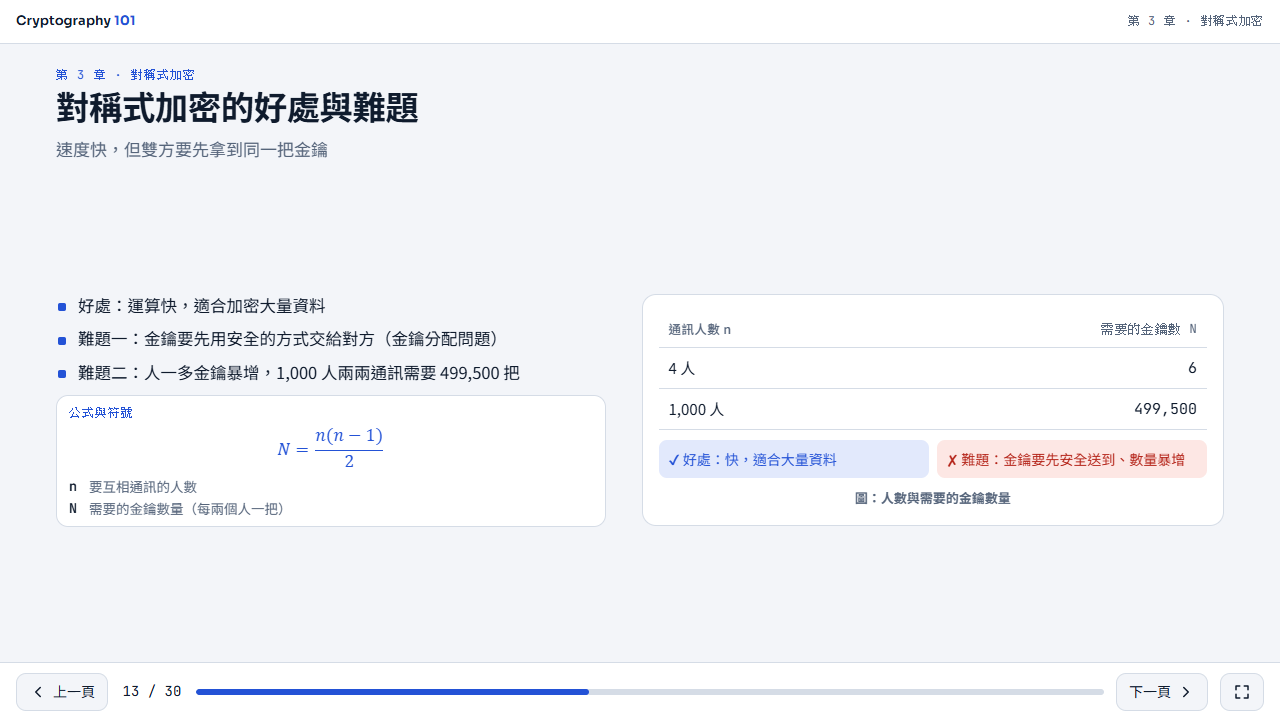 Cryptography 101
第 3 章 · 對稱式加密
第 3 章 · 對稱式加密
對稱式加密的好處與難題
速度快，但雙方要先拿到同一把金鑰
好處：運算快，適合加密大量資料
難題一：金鑰要先用安全的方式交給對方（金鑰分配問題）
難題二：人一多金鑰暴增，1,000 人兩兩通訊需要 499,500 把
公式與符號
N = n(n − 1) / 2
n 要互相通訊的人數
N 需要的金鑰數量（每兩個人一把）
通訊人數 n 需要的金鑰數 N
4 人 6
1,000 人 499,500
✓ 好處：快，適合大量資料
✗ 難題：金鑰要先安全送到、數量暴增
圖：人數與需要的金鑰數量
上一頁
13 / 30
下一頁